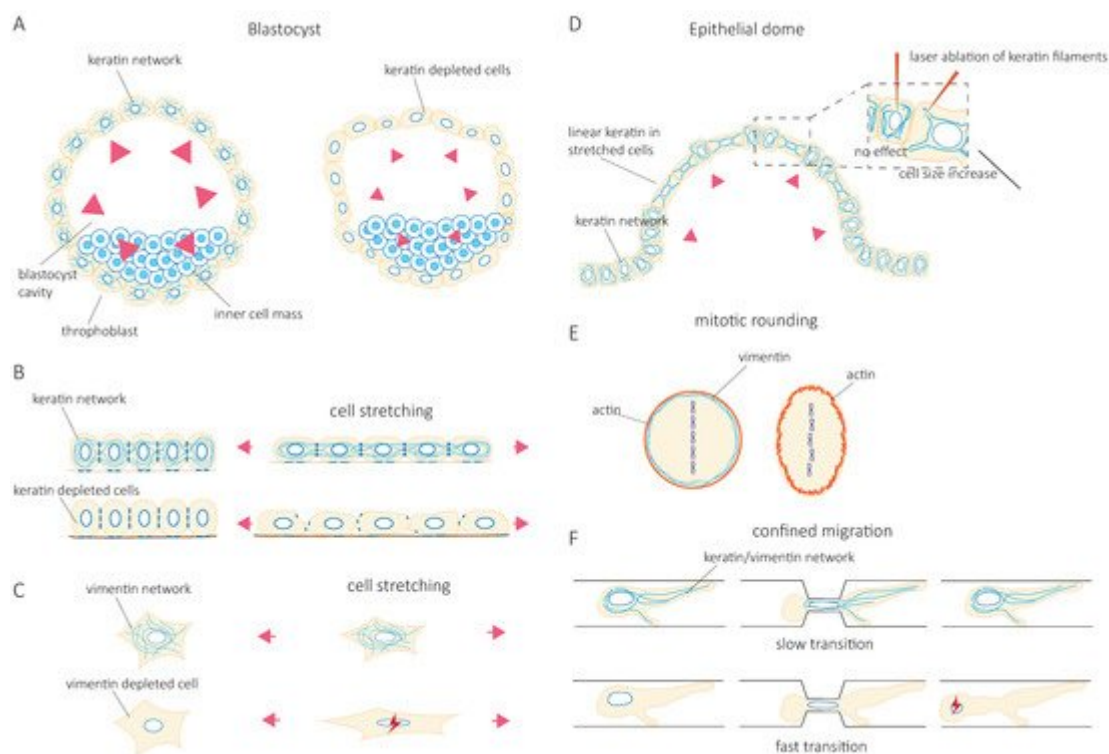 A
Blastocyst
keratin network
keratin depleted cells
blastocyst
cavity
throphoblast
inner cell mass
B
keratin network
cell stretching
keratin depleted cells
C
vimentin network
cell stretching
vimentin depleted cell
D
Epithelial dome
laser ablation of keratin filaments
linear keratin in
stretched cells
no effect
cell size increase
keratin network
mitotic rounding
E
vimentin
actin
actin
confined migration
F
keratin/vimentin network
slow transition
fast transition